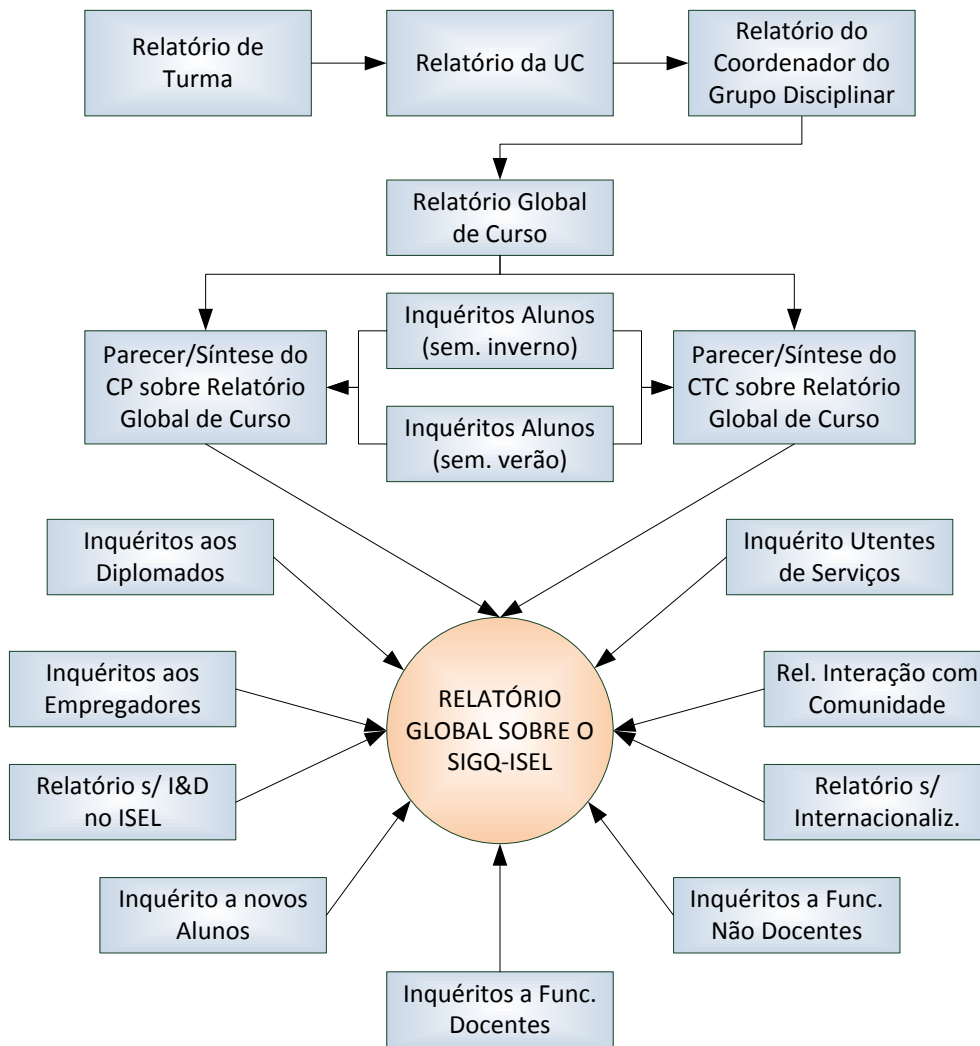 Relatório de
Turma
Relatório da UC
Relatório do
Coordenador do
Grupo Disciplinar
Relatório Global
de Curso
Inquéritos Alunos
(sem. inverno)
Parecer/Síntese do
CP sobre Relatório
Global de Curso
Parecer/Síntese do
CTC sobre Relatório
Global de Curso
Inquéritos Alunos
(sem. verão)
Inquéritos aos
Diplomados
Inquérito Utentes
de Serviços
Inquéritos aos
Empregadores
RELATÓRIO
GLOBAL SOBRE O
SIGQ-ISEL
Rel. Interação com
Comunidade
Relatório s/ I&D
no ISEL
Relatório s/
Internacionaliz.
Inquérito a novos
Alunos
Inquéritos a Func.
Não Docentes
Inquéritos a Func.
Docentes